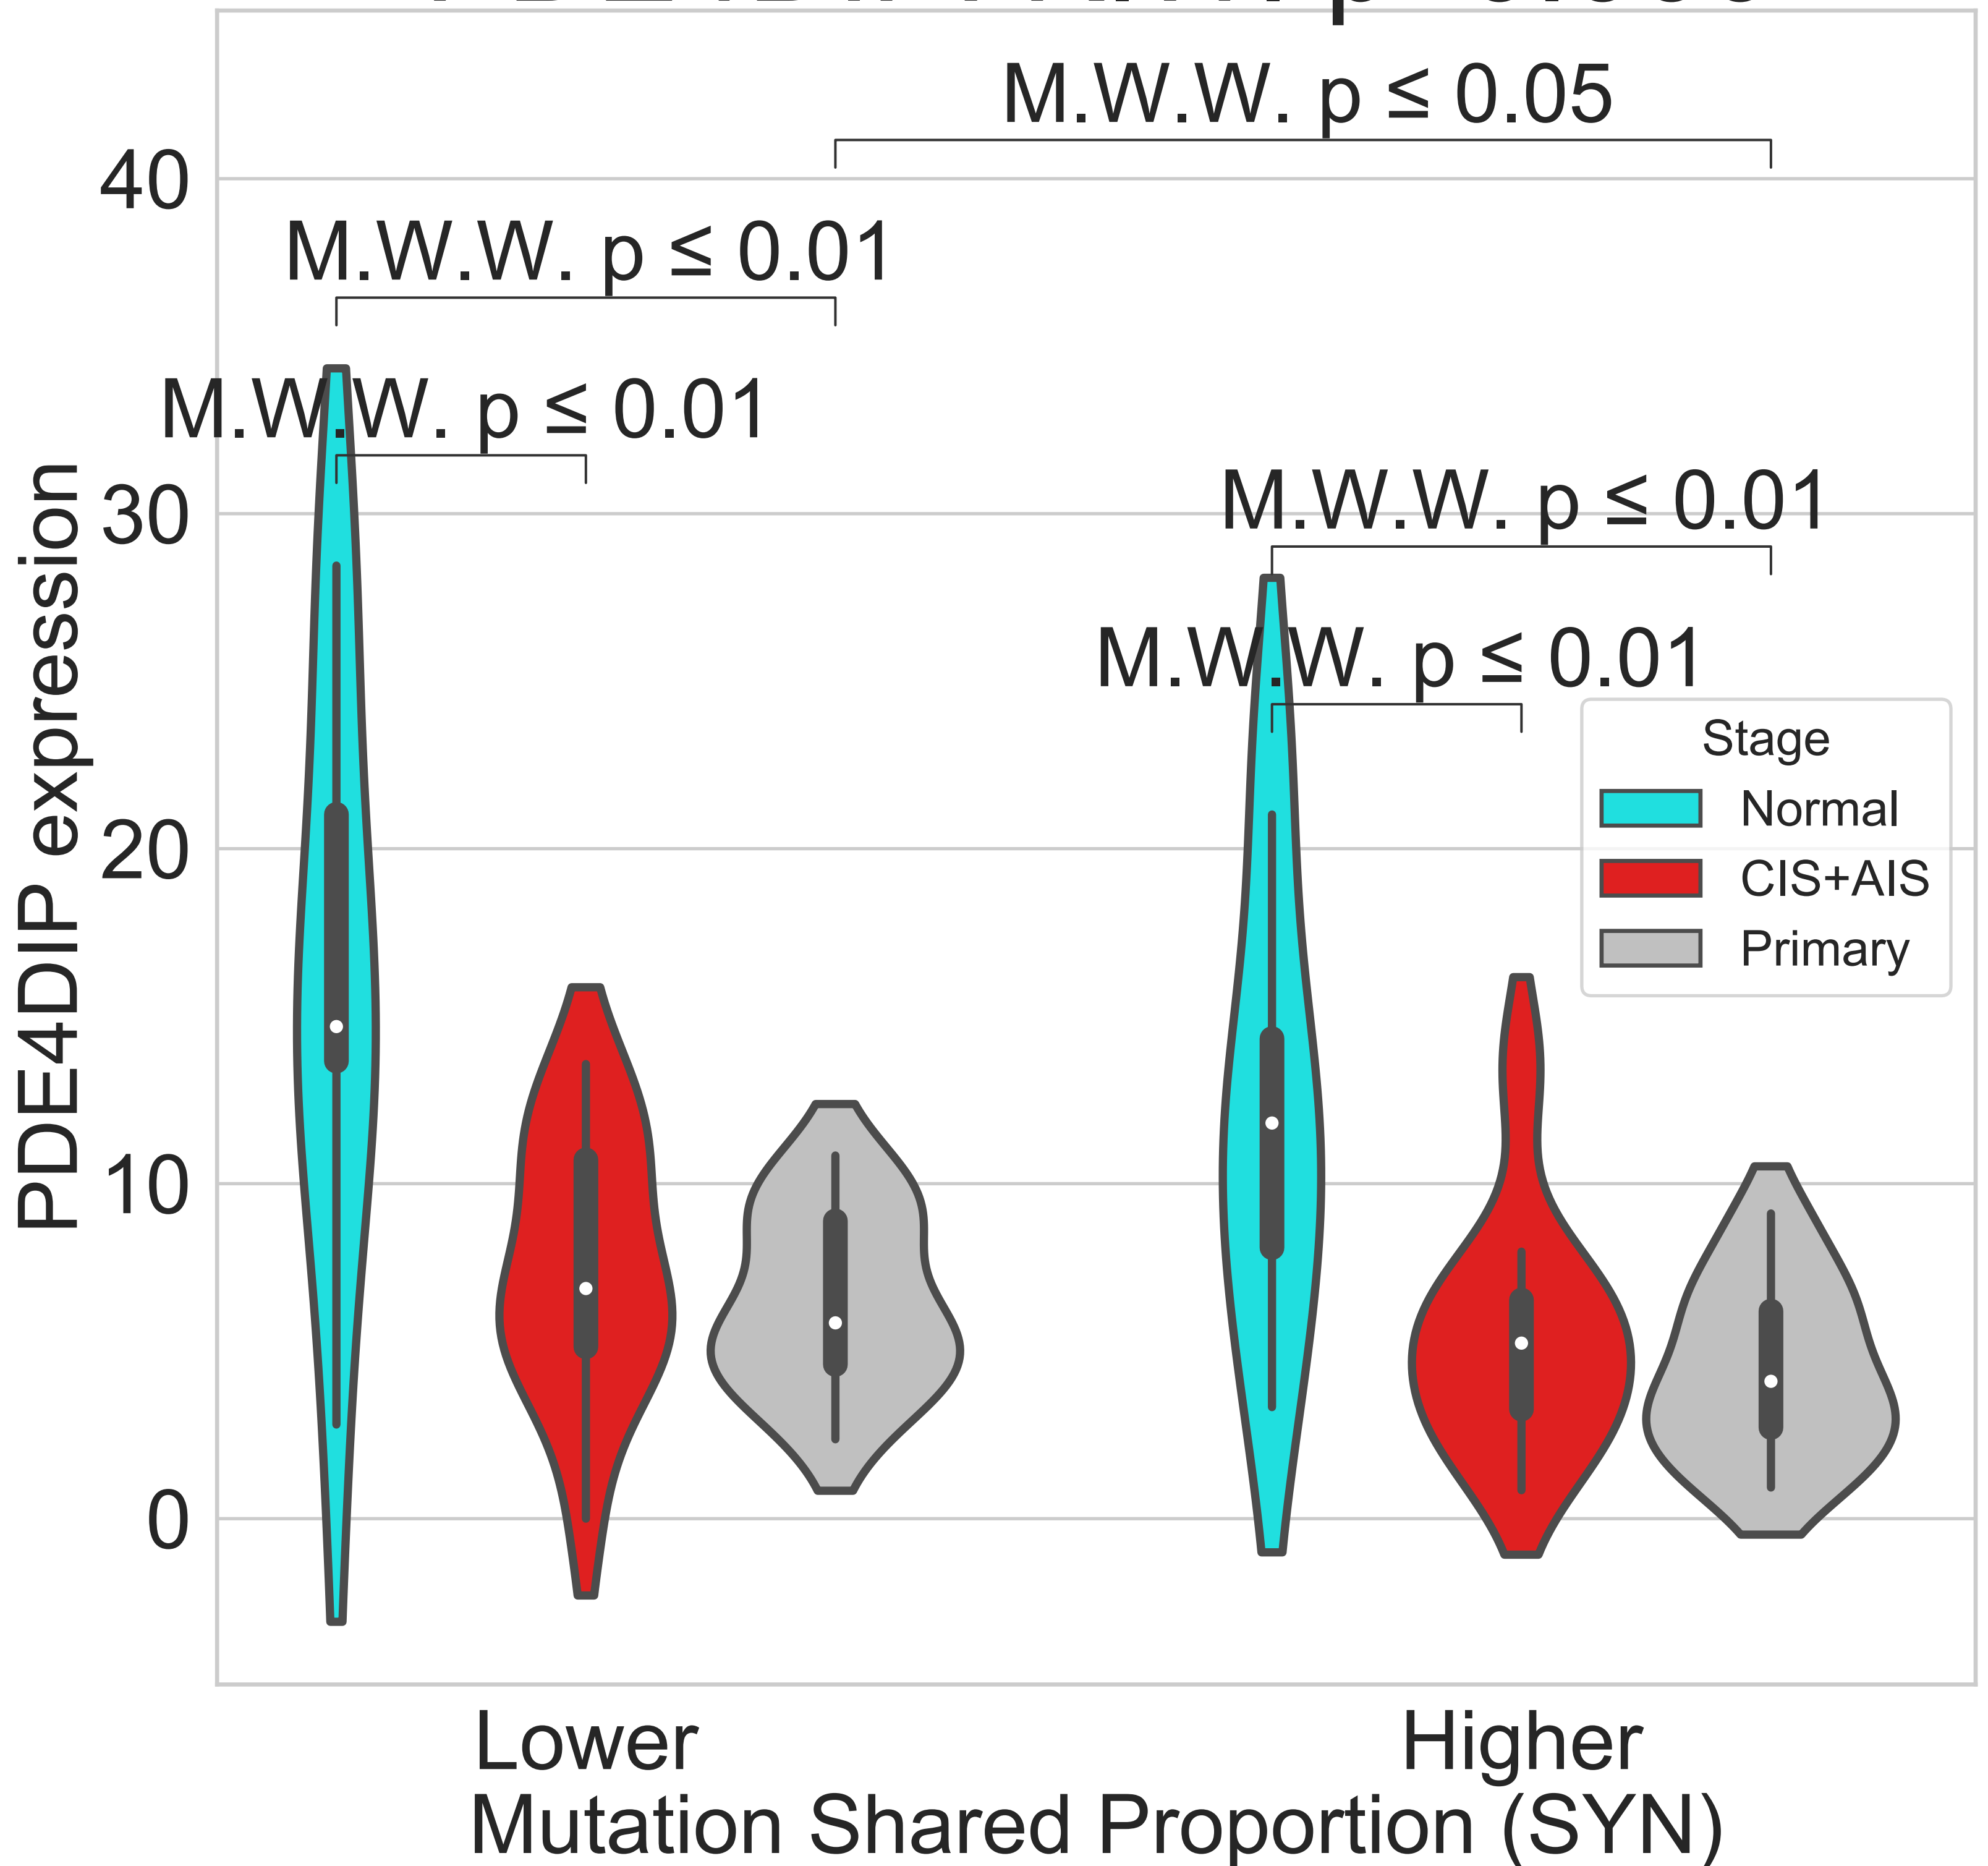 M.W.W. p ≤ 0.05
40
M.W.W. p ≤ 0.01
M.W.W. p ≤ 0.01
30
M.W.W. p ≤ 0.01
M.W.W. p ≤ 0.01
Stage
Normal
CIS+AIS
Primary
20
10
0
PDE4DIP expression
Lower
Higher
Mutation Shared Proportion (SYN)